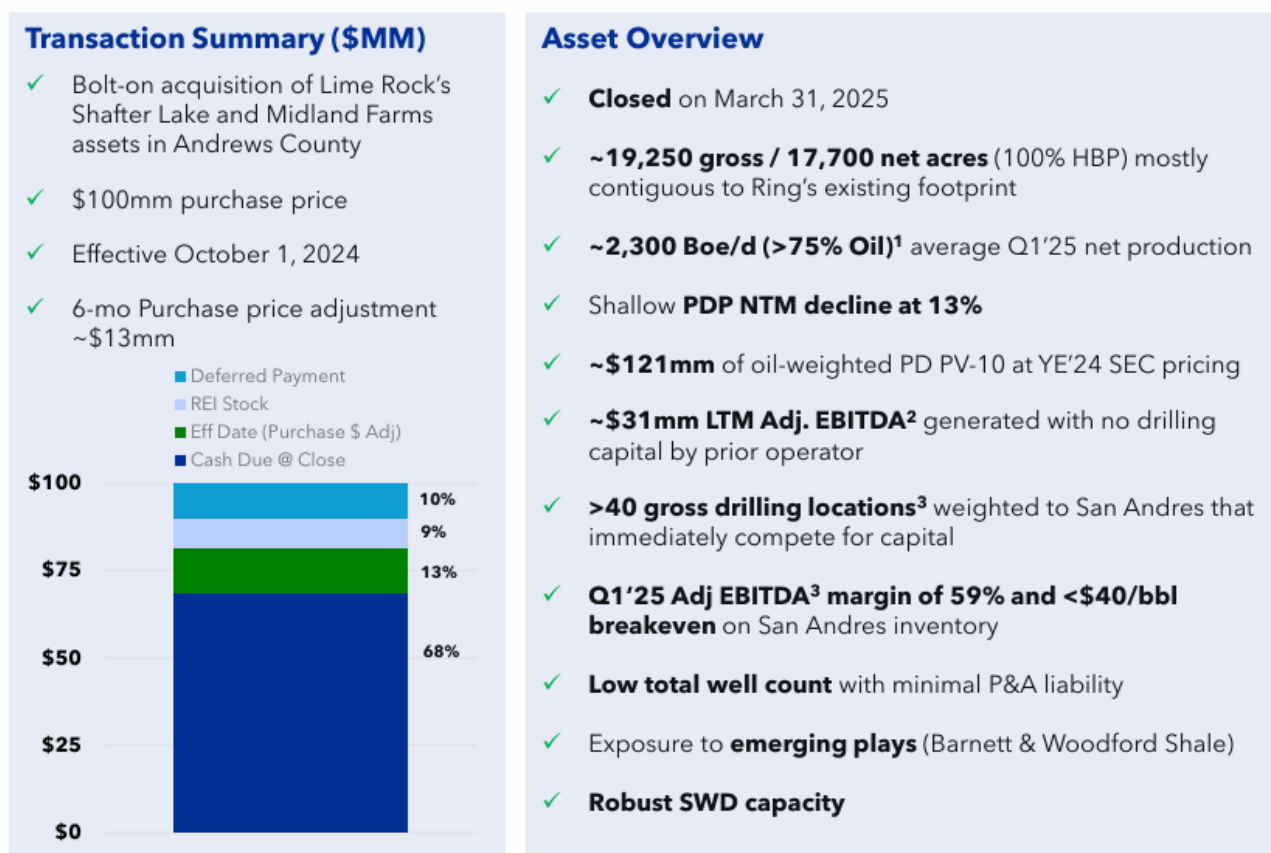 Transaction Summary ($MM)
✓ Bolt-on acquisition of Lime Rock's
Shafter Lake and Midland Farms
assets in Andrews County
✓ $100mm purchase price
✓ Effective October 1, 2024
✓ 6-mo Purchase price adjustment
~$13mm
Deferred Payment
REI Stock
Eff Date (Purchase $ Adj)
Cash Due @ Close
$100
10%
9%
$75
13%
$50
68%
$25
$0
Asset Overview
✓ Closed on March 31, 2025
✓ ~19,250 gross / 17,700 net acres (100% HBP) mostly
contiguous to Ring's existing footprint
✓ ~2,300 Boe/d (>75% Oil)¹ average Q1'25 net production
✓ Shallow PDP NTM decline at 13%
✓ ~$121mm of oil-weighted PD PV-10 at YE'24 SEC pricing
✓ ~$31mm LTM Adj. EBITDA² generated with no drilling
capital by prior operator
✓ >40 gross drilling locations³ weighted to San Andres that
immediately compete for capital
✓ Q1'25 Adj EBITDA³ margin of 59% and <$40/bbl
breakeven on San Andres inventory
✓ Low total well count with minimal P&A liability
✓ Exposure to emerging plays (Barnett & Woodford Shale)
✓ Robust SWD capacity